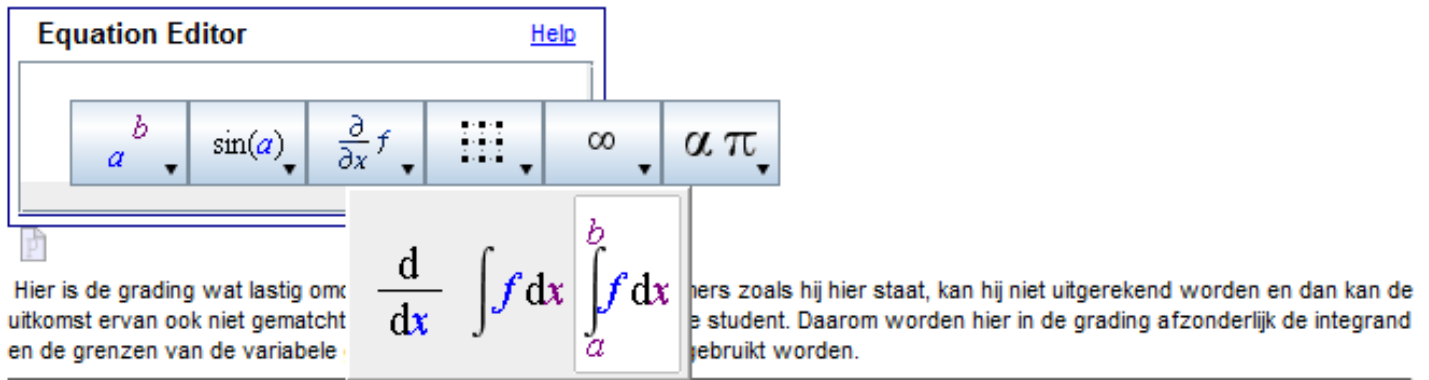 Equation Editor Help
a^b sin(a) ∂/∂x f ∞ α π
d/dx ∫ f dx ∫_a^b f dx
Hier is de grading wat lastig hers zoals hij hier staat, kan hij niet uitgerekend worden en dan kan de
uitkomst ervan ook niet gematcht e student. Daarom worden hier in de grading afzonderlijk de integrand
en de grenzen van de variabele gebruikt worden.